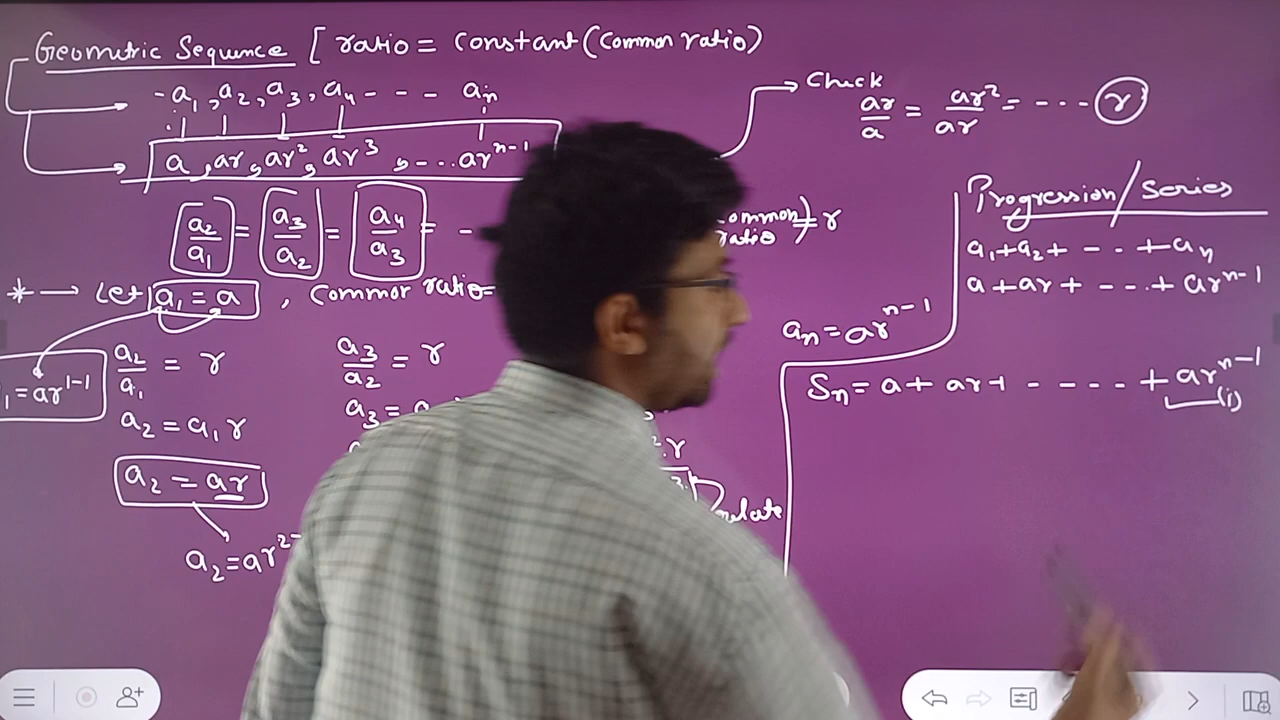 Geometric Sequence [ ratio = Constant (Common ratio)
a₁, a₂, a₃, a₄ - - - aₙ
a, ar, ar², ar³, - - - arⁿ⁻¹
a₂/a₁ = a₃/a₂ = a₄/a₃ = -
ratio = r
* → Let a₁ = a, Common ratio =
a₂/a₁ = r
a₃/a₂ = r
₁ = ar¹⁻¹
a₂ = a₁r
a₃ =
a₂ = ar
a₂ = ar²⁻
Check
ar/a = ar²/ar = - - - r
Progression/Series
a₁ + a₂ + - - - + aₙ
a + ar + - - - + arⁿ⁻¹
aₙ = arⁿ⁻¹
Sₙ = a + ar + - - - - + arⁿ⁻¹
(i)